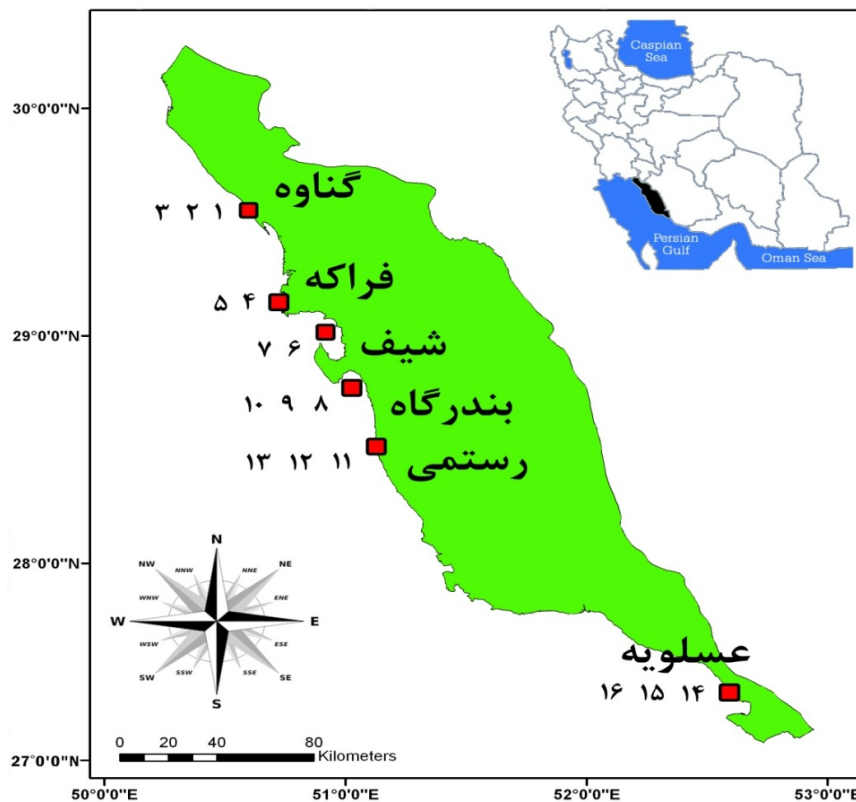 Caspian
Sea
Persian
Gulf
Oman Sea
30°0'0"N
گناوه
۱ ۲ ۳
فراکه
۴ ۵
29°0'0"N
شیف
۶ ۷
بندرگاه
۸ ۹ ۱۰
رستمی
۱۱ ۱۲ ۱۳
28°0'0"N
N
NNW NNE
NW NE
WNW ENE
W E
WSW ESE
SW SE
SSW SSE
S
عسلویه
۱۴ ۱۵ ۱۶
0 20 40 80
Kilometers
27°0'0"N
50°0'0"E 51°0'0"E 52°0'0"E 53°0'0"E